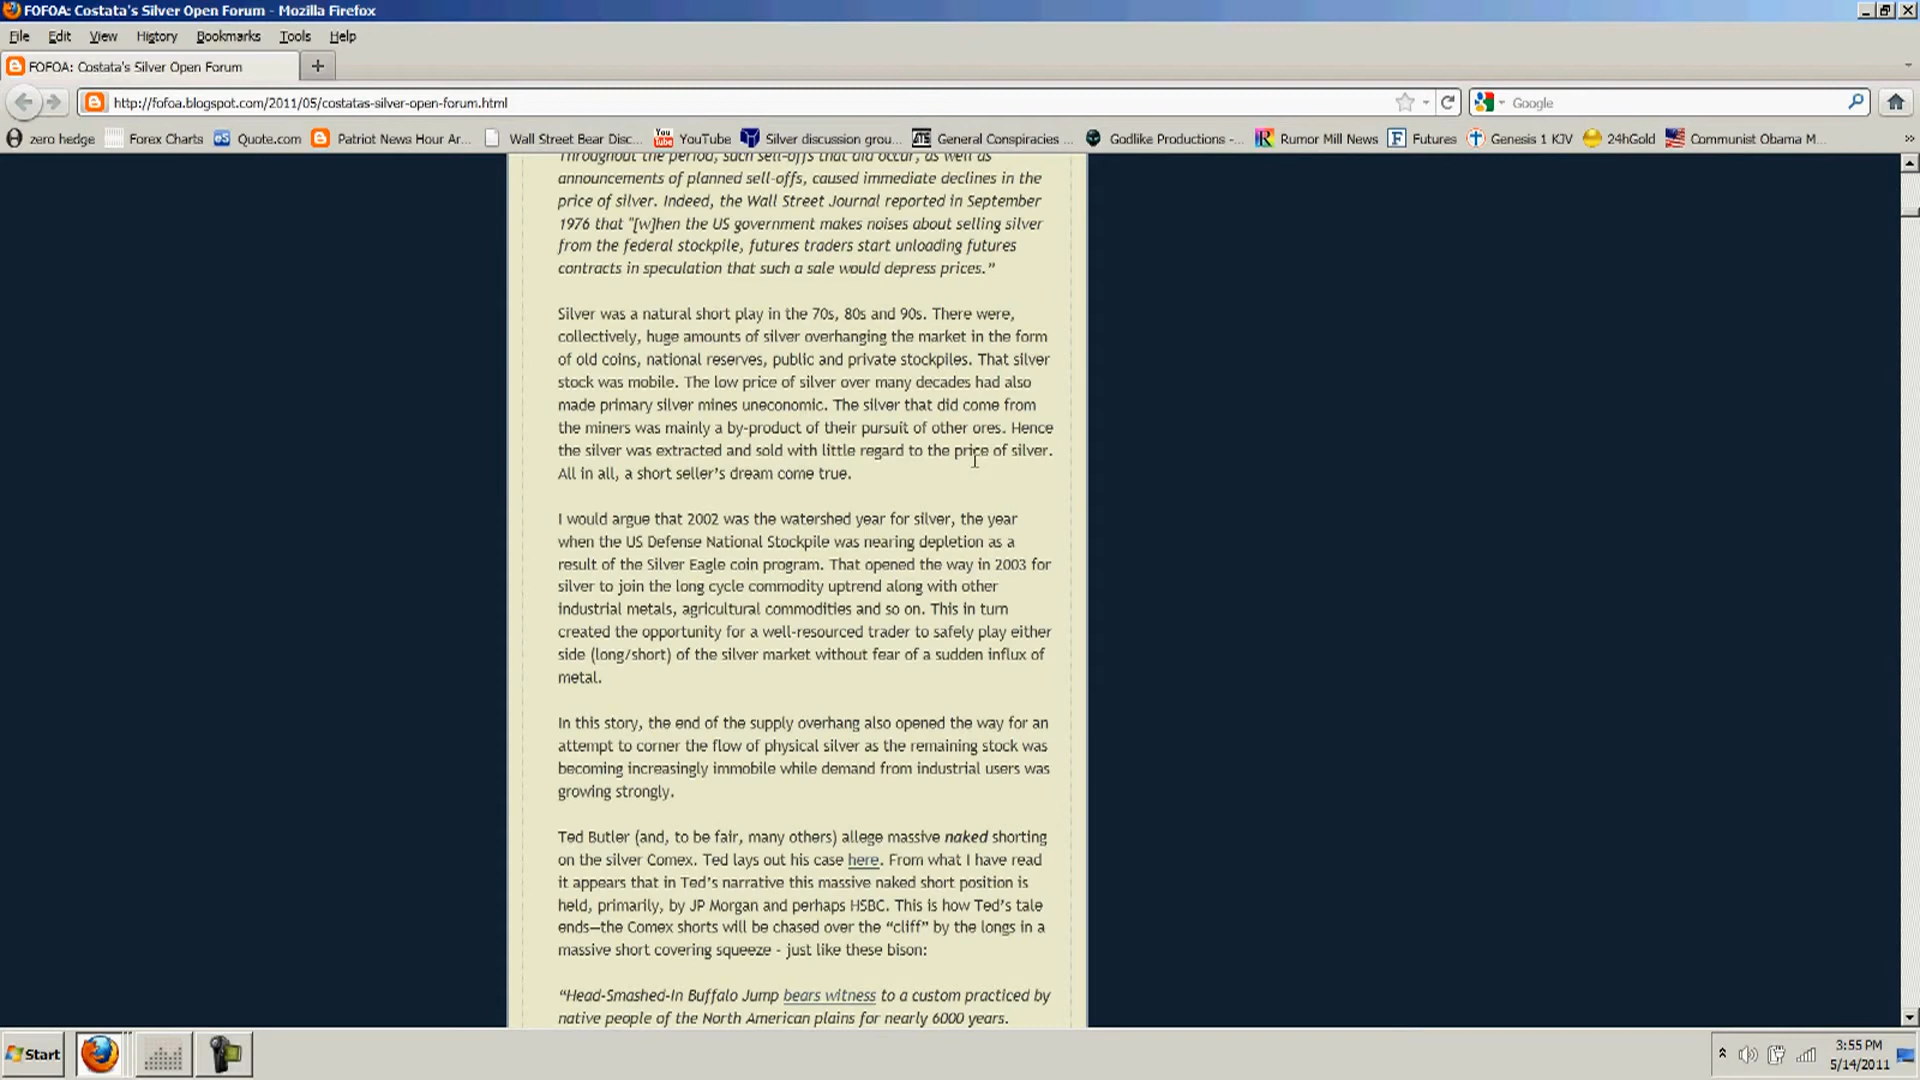 FOFOA: Costata's Silver Open Forum - Mozilla Firefox
File Edit View History Bookmarks Tools Help
FOFOA: Costata's Silver Open Forum
http://fofoa.blogspot.com/2011/05/costatas-silver-open-forum.html
Google
zero hedge Forex Charts Quote.com Patriot News Hour Ar... Wall Street Bear Disc... YouTube Silver discussion grou... General Conspiracies ... Godlike Productions -... Rumor Mill News Futures Genesis 1 KJV 24hGold Communist Obama M...
Throughout the period, such sell-offs that did occur, as well as
announcements of planned sell-offs, caused immediate declines in the
price of silver. Indeed, the Wall Street Journal reported in September
1976 that "[w]hen the US government makes noises about selling silver
from the federal stockpile, futures traders start unloading futures
contracts in speculation that such a sale would depress prices.”
Silver was a natural short play in the 70s, 80s and 90s. There were,
collectively, huge amounts of silver overhanging the market in the form
of old coins, national reserves, public and private stockpiles. That silver
stock was mobile. The low price of silver over many decades had also
made primary silver mines uneconomic. The silver that did come from
the miners was mainly a by-product of their pursuit of other ores. Hence
the silver was extracted and sold with little regard to the price of silver.
All in all, a short seller’s dream come true.
I would argue that 2002 was the watershed year for silver, the year
when the US Defense National Stockpile was nearing depletion as a
result of the Silver Eagle coin program. That opened the way in 2003 for
silver to join the long cycle commodity uptrend along with other
industrial metals, agricultural commodities and so on. This in turn
created the opportunity for a well-resourced trader to safely play either
side (long/short) of the silver market without fear of a sudden influx of
metal.
In this story, the end of the supply overhang also opened the way for an
attempt to corner the flow of physical silver as the remaining stock was
becoming increasingly immobile while demand from industrial users was
growing strongly.
Ted Butler (and, to be fair, many others) allege massive naked shorting
on the silver Comex. Ted lays out his case here. From what I have read
it appears that in Ted’s narrative this massive naked short position is
held, primarily, by JP Morgan and perhaps HSBC. This is how Ted’s tale
ends—the Comex shorts will be chased over the “cliff” by the longs in a
massive short covering squeeze - just like these bison:
“Head-Smashed-In Buffalo Jump bears witness to a custom practiced by
native people of the North American plains for nearly 6000 years.
Start
3:55 PM
5/14/2011